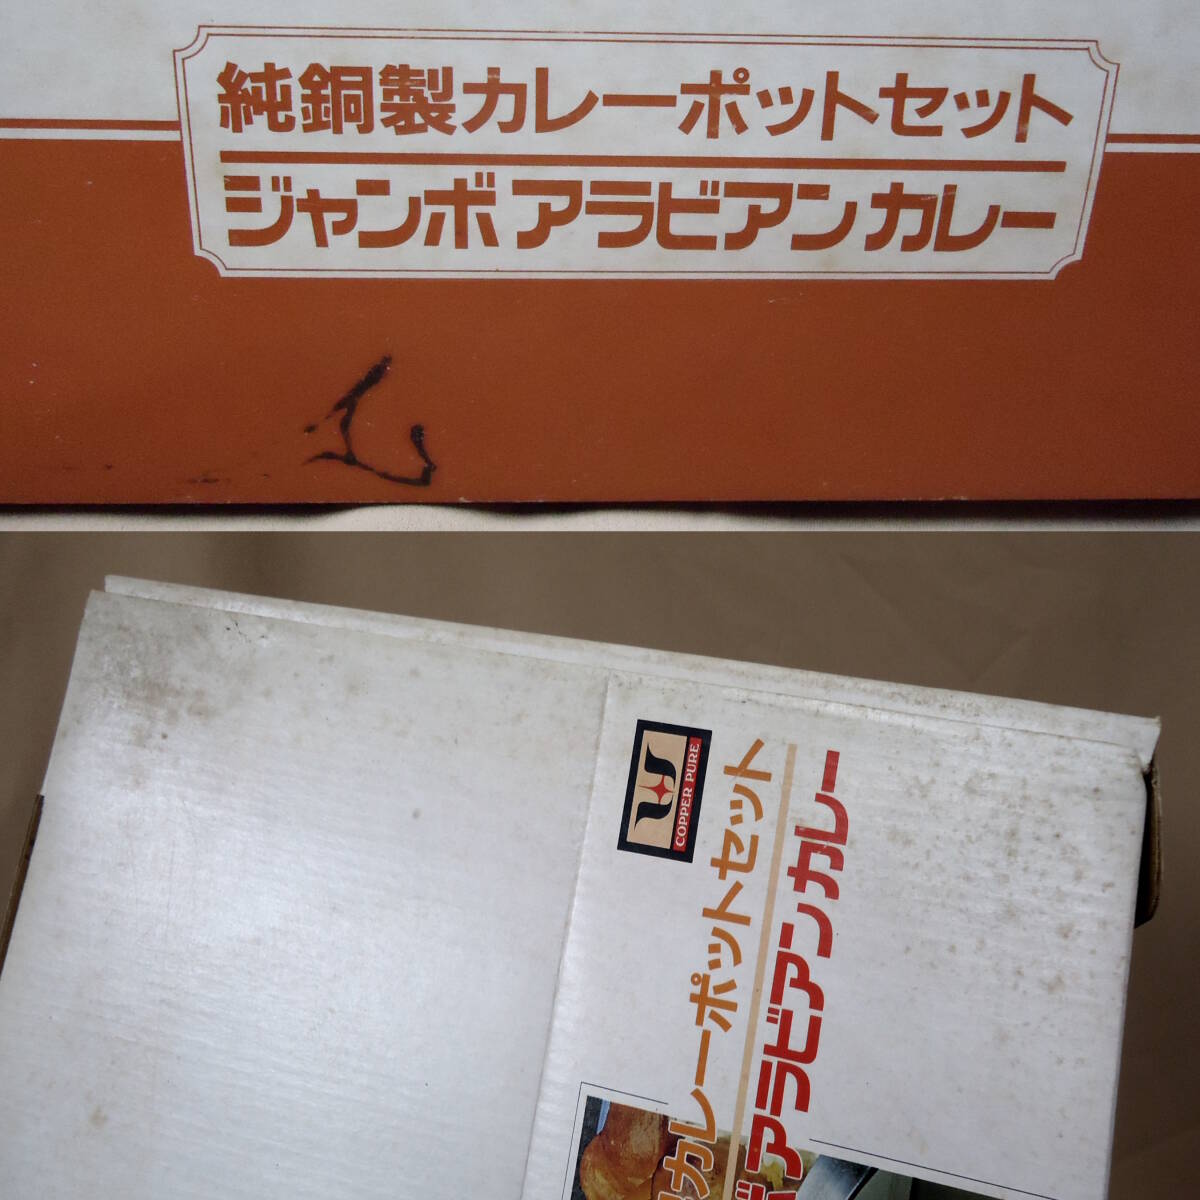 純銅製カレーポットセット
ジャンボ アラビアン カレー
COPPER PURE
カレーポットセット
ボ アラビアン カレー